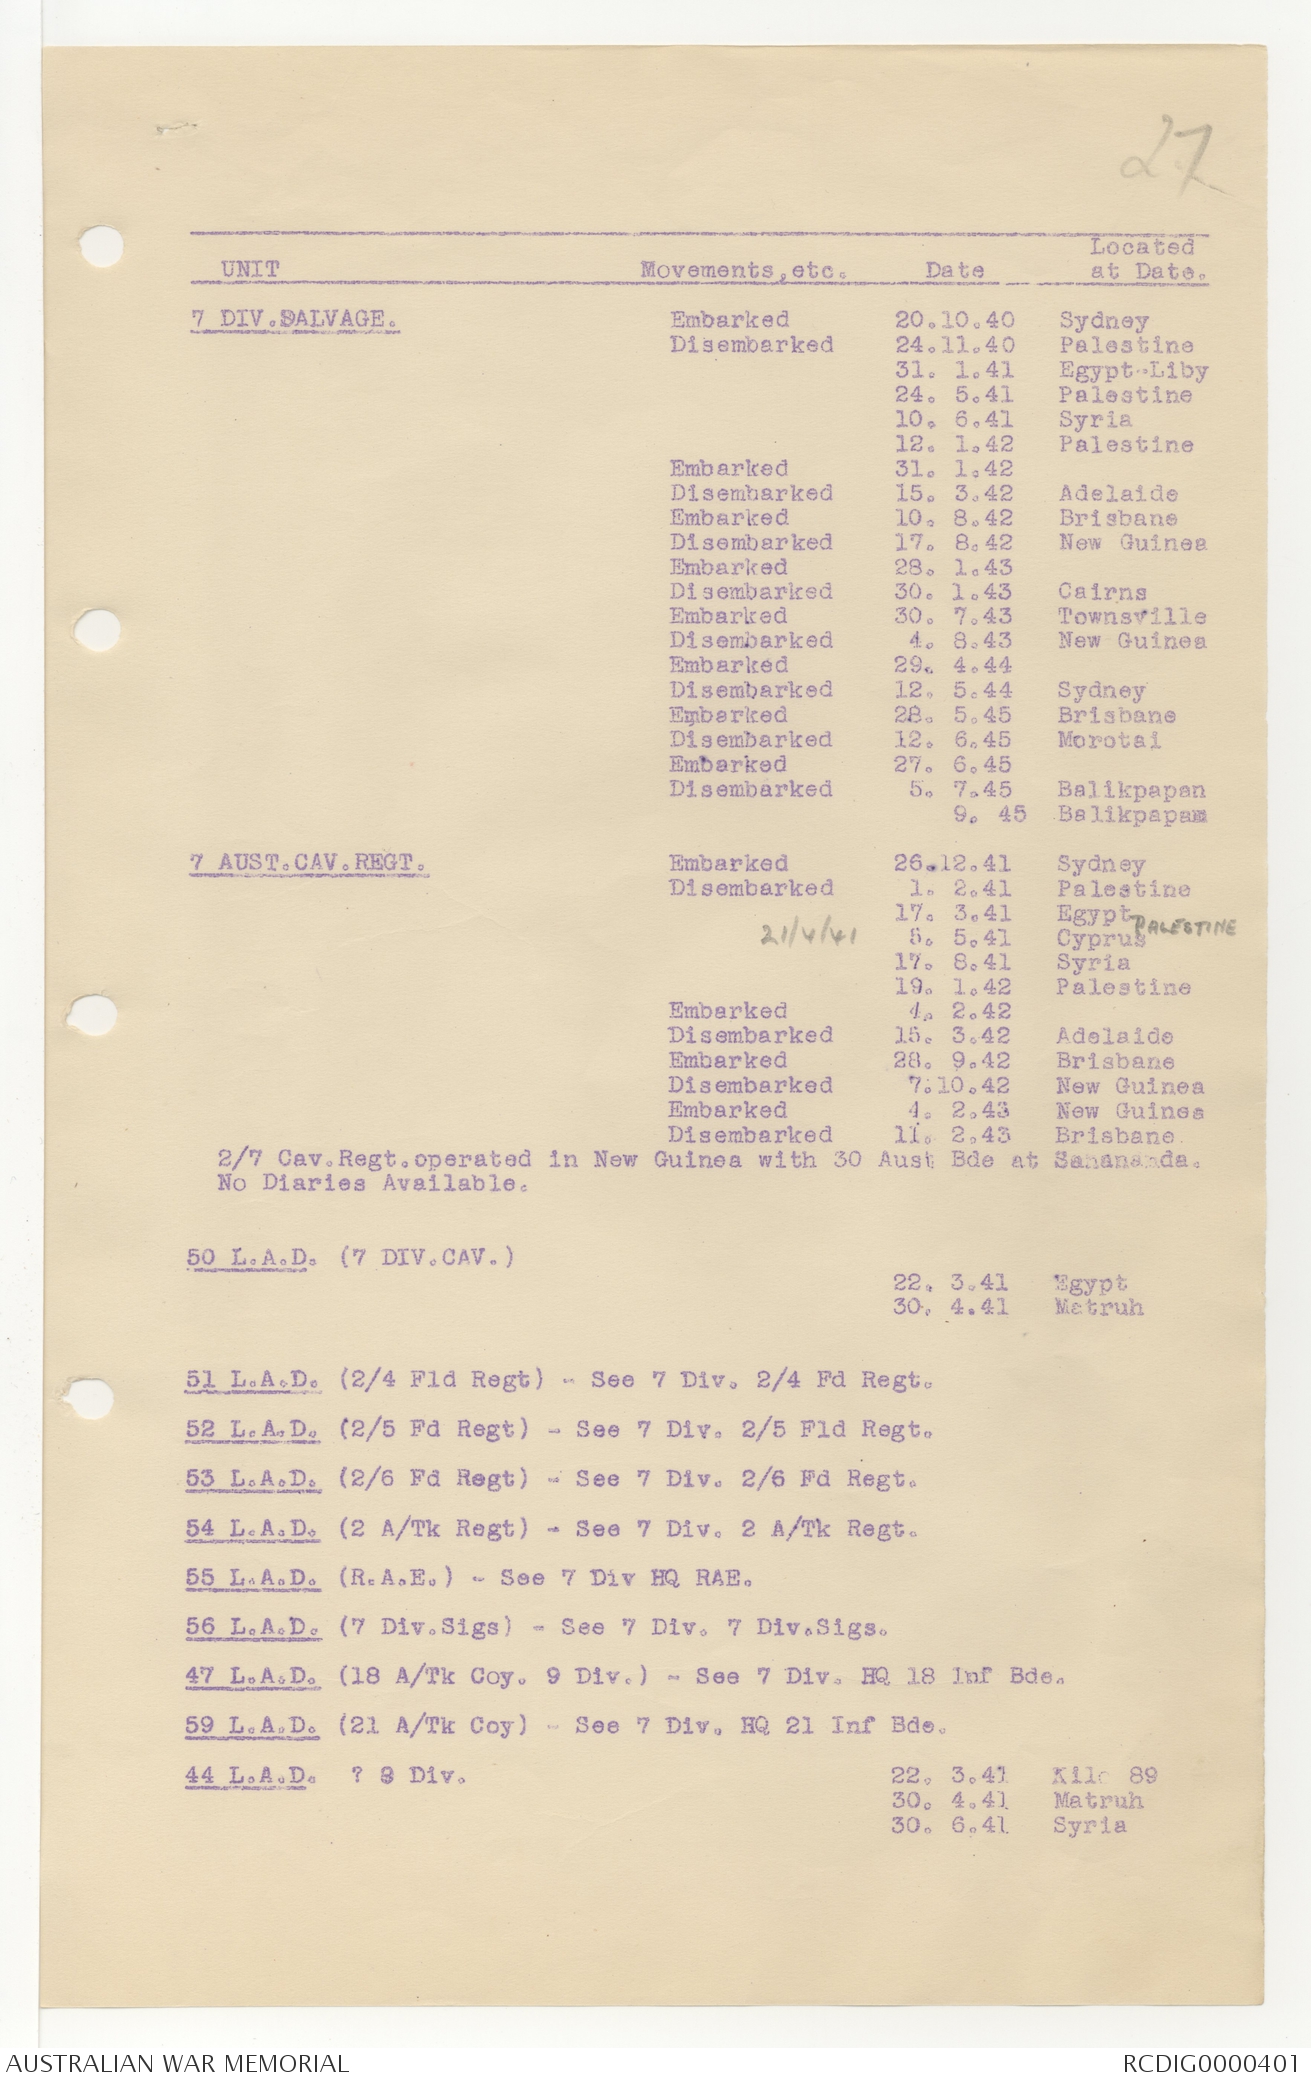 27
Located
UNIT Movements,etc. Date at Date.
7 DIV.SALVAGE. Embarked 20.10.40 Sydney
Disembarked 24.11.40 Palestine
31. 1.41 Egypt-Liby
24. 5.41 Palestine
10. 6.41 Syria
12. 1.42 Palestine
Embarked 31. 1.42
Disembarked 15. 3.42 Adelaide
Embarked 10. 8.42 Brisbane
Disembarked 17. 8.42 New Guinea
Embarked 28. 1.43
Disembarked 30. 1.43 Cairns
Embarked 30. 7.43 Townsville
Disembarked 4. 8.43 New Guinea
Embarked 29. 4.44
Disembarked 12. 5.44 Sydney
Embarked 28. 5.45 Brisbane
Disembarked 12. 6.45 Morotai
Embarked 27. 6.45
Disembarked 5. 7.45 Balikpapan
9. 45 Balikpapan
7 AUST.CAV.REGT. Embarked 26.12.41 Sydney
Disembarked 1. 2.41 Palestine
17. 3.41 Egypt
21/4/41 PALESTINE
5. 5.41 Cyprus
17. 8.41 Syria
19. 1.42 Palestine
Embarked 4. 2.42
Disembarked 15. 3.42 Adelaide
Embarked 28. 9.42 Brisbane
Disembarked 7.10.42 New Guinea
Embarked 4. 2.43 New Guinea
Disembarked 11. 2.43 Brisbane.
2/7 Cav.Regt.operated in New Guinea with 30 Aust Bde at Sanananda.
No Diaries Available.
50 L.A.D. (7 DIV.CAV.)
22. 3.41 Egypt
30. 4.41 Matruh
51 L.A.D. (2/4 Fld Regt) - See 7 Div. 2/4 Fd Regt.
52 L.A.D. (2/5 Fd Regt) - See 7 Div. 2/5 Fld Regt.
53 L.A.D. (2/6 Fd Regt) - See 7 Div. 2/6 Fd Regt.
54 L.A.D. (2 A/Tk Regt) - See 7 Div. 2 A/Tk Regt.
55 L.A.D. (R.A.E.) - See 7 Div HQ RAE.
56 L.A.D. (7 Div.Sigs) - See 7 Div. 7 Div.Sigs.
47 L.A.D. (18 A/Tk Coy. 9 Div.) - See 7 Div. HQ 18 Inf Bde.
59 L.A.D. (21 A/Tk Coy) - See 7 Div. HQ 21 Inf Bde.
44 L.A.D. ? Div. 22. 3.41 Kilo 89
30. 4.41 Matruh
30. 6.41 Syria
AUSTRALIAN WAR MEMORIAL RCDIG0000401